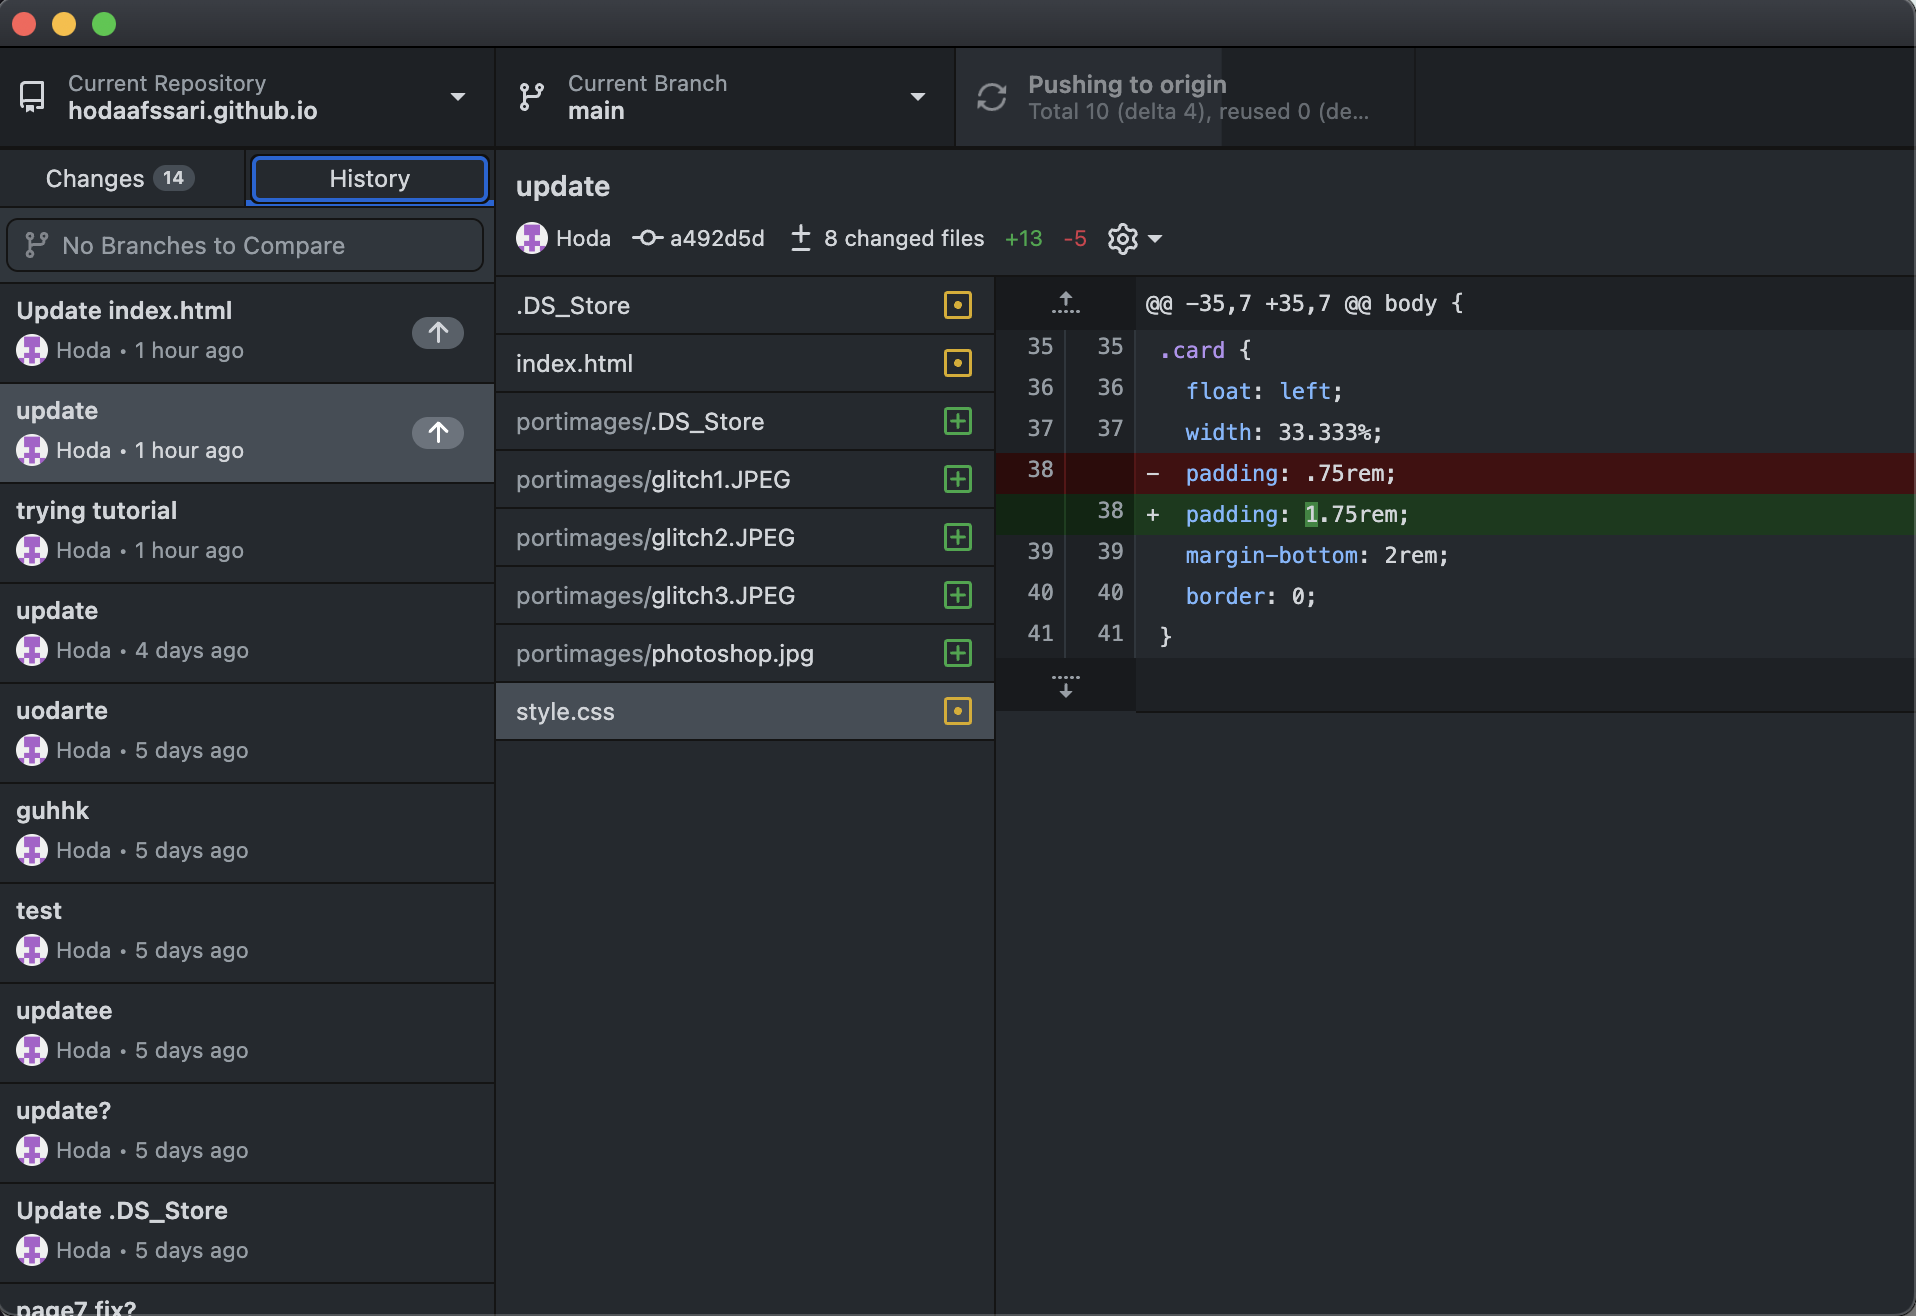 Current Repository
hodaafssari.github.io
Current Branch
main
Pushing to origin
Total 10 (delta 4), reused 0 (de...
Changes 14
History
No Branches to Compare
Update index.html
Hoda • 1 hour ago
update
Hoda • 1 hour ago
trying tutorial
Hoda • 1 hour ago
update
Hoda • 4 days ago
uodarte
Hoda • 5 days ago
guhhk
Hoda • 5 days ago
test
Hoda • 5 days ago
updatee
Hoda • 5 days ago
update?
Hoda • 5 days ago
Update .DS_Store
Hoda • 5 days ago
page7 fix?
update
Hoda a492d5d 8 changed files +13 -5
.DS_Store
index.html
portimages/.DS_Store
portimages/glitch1.JPEG
portimages/glitch2.JPEG
portimages/glitch3.JPEG
portimages/photoshop.jpg
style.css
@@ -35,7 +35,7 @@ body {
35 35 .card {
36 36 float: left;
37 37 width: 33.333%;
38 - padding: .75rem;
38 + padding: 1.75rem;
39 39 margin-bottom: 2rem;
40 40 border: 0;
41 41 }